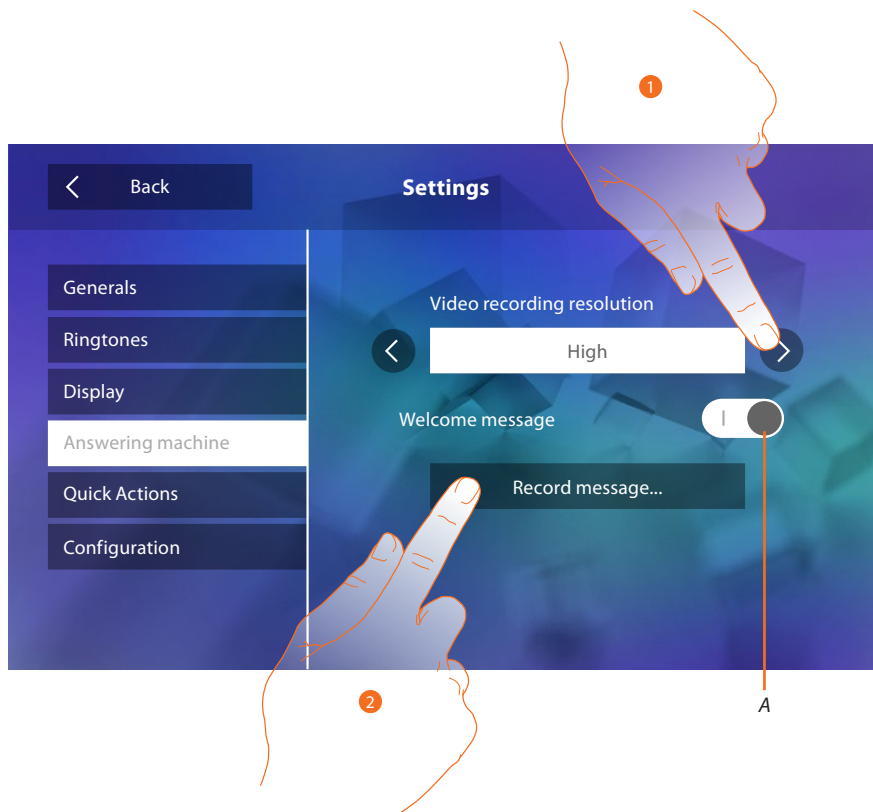 1
Back
Settings
Generals
Ringtones
Display
Answering machine
Quick Actions
Configuration
Video recording resolution
High
Welcome message
Record message...
2
A